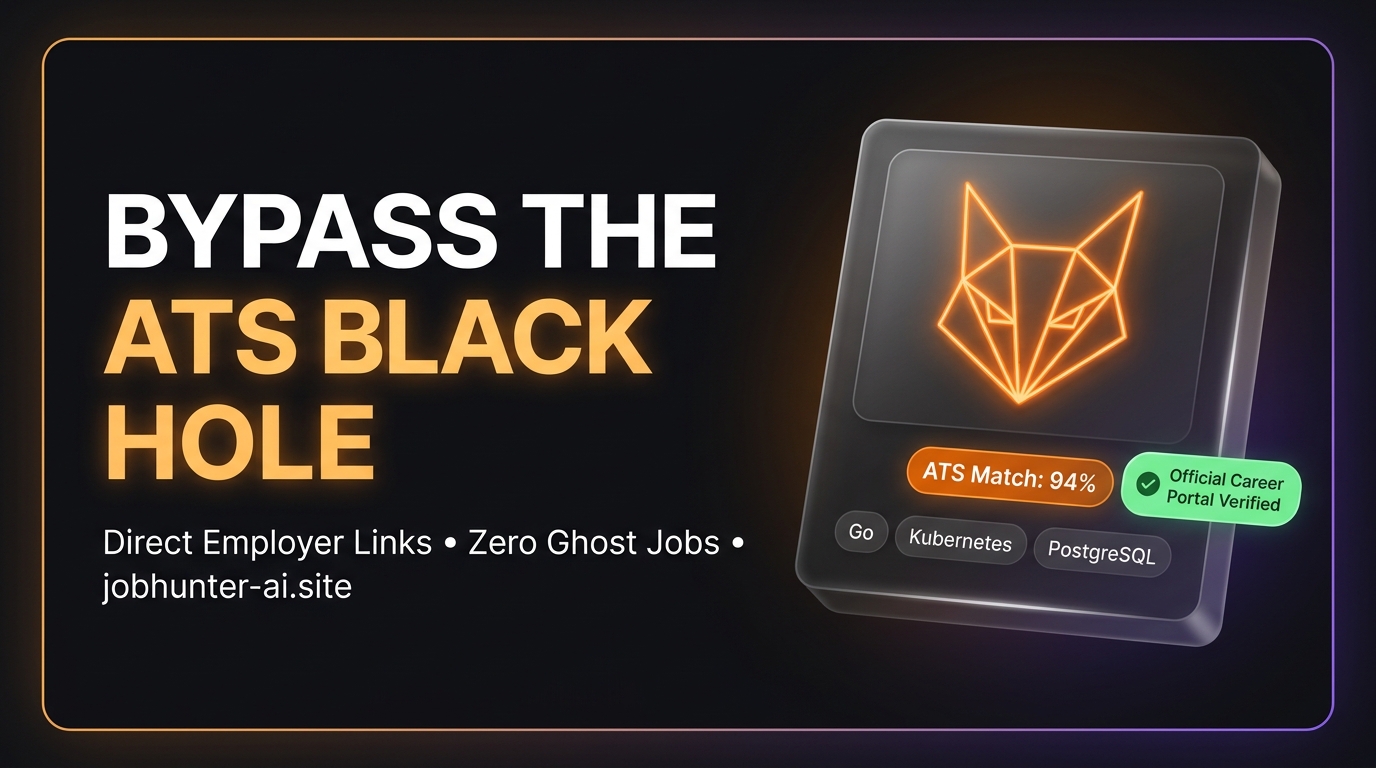 BYPASS THE
ATS BLACK
HOLE
Direct Employer Links • Zero Ghost Jobs •
jobhunter-ai.site
ATS Match: 94%
Official Career
Portal Verified
Go
Kubernetes
PostgreSQL